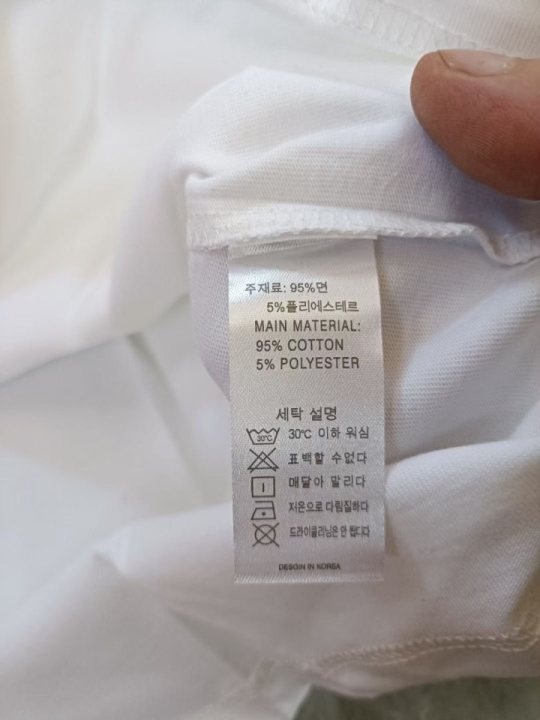 주재료: 95%면
5%폴리에스테르
MAIN MATERIAL:
95% COTTON
5% POLYESTER
세탁 설명
30℃ 30℃ 이하 워싱
표백할 수없다
매달아 말리다
저온으로 다림질하다
드라이클리닝은 안 됩니다
DESGIN IN KOREA